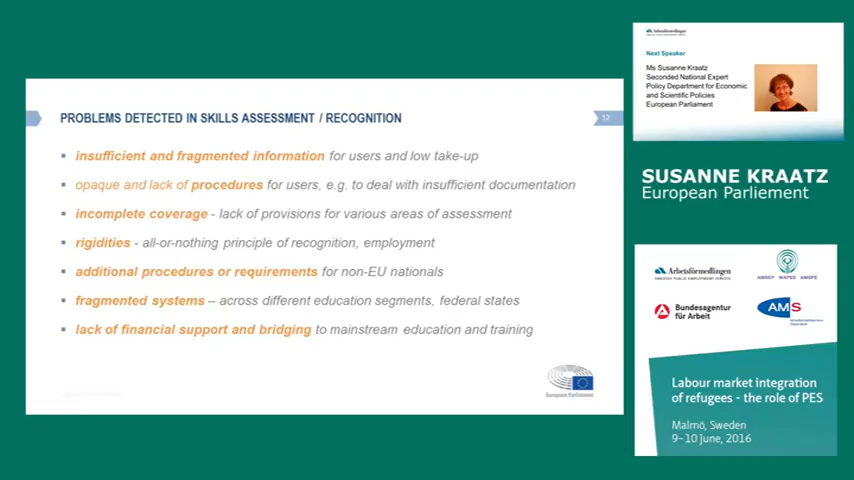 PROBLEMS DETECTED IN SKILLS ASSESSMENT / RECOGNITION
12
▪ insufficient and fragmented information for users and low take-up
▪ opaque and lack of procedures for users, e.g. to deal with insufficient documentation
▪ incomplete coverage - lack of provisions for various areas of assessment
▪ rigidities - all-or-nothing principle of recognition, employment
▪ additional procedures or requirements for non-EU nationals
▪ fragmented systems – across different education segments, federal states
▪ lack of financial support and bridging to mainstream education and training
European Parliament
Arbetsförmedlingen
Next Speaker
Ms Susanne Kraatz
Seconded National Expert
Policy Department for Economic
and Scientific Policies
European Parliament
SUSANNE KRAATZ
European Parliement
Arbetsförmedlingen
SWEDISH PUBLIC EMPLOYMENT SERVICE
AMSEP WAPES AMSPE
Bundesagentur
für Arbeit
AMS
Labour market integration
of refugees - the role of PES
Malmö, Sweden
9–10 June, 2016